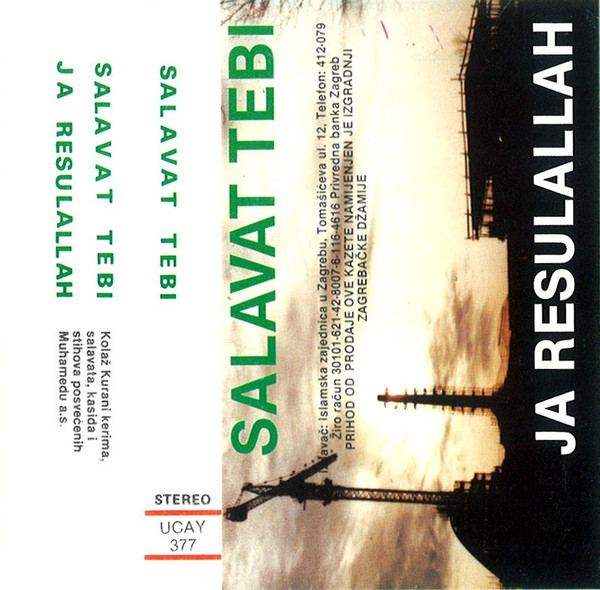 SALAVAT TEBI
JA RESULALLAH
Kolaž Kurani kerima,
salavata, kasida i
stihova posvećenih
Muhamedu a.s.
SALAVAT TEBI
STEREO
UCAY
377
SALAVAT TEBI
Islamska zajednica u Zagrebu, Tomašićeva ul. 12, Telefon: 412-079
Žiro račun 30101-621-42-8007-6-116-4616 Privredna banka Zagreb
PRIHOD OD PRODAJE OVE KAZETE NAMIJENJEN JE IZGRADNJI
ZAGREBAČKE DŽAMIJE
JA RESULALLAH